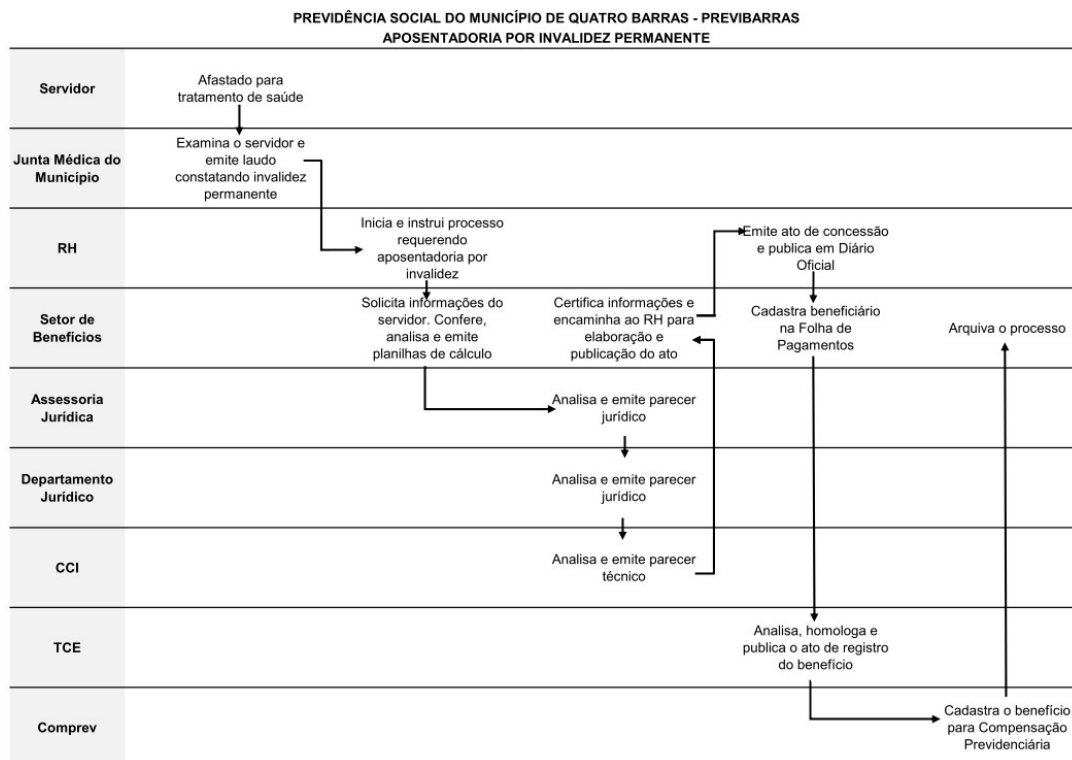 PREVIDÊNCIA SOCIAL DO MUNICÍPIO DE QUATRO BARRAS - PREVIBARRAS
APOSENTADORIA POR INVALIDEZ PERMANENTE
Servidor
Afastado para
tratamento de saúde
Junta Médica do
Município
Examina o servidor e
emite laudo
constatando invalidez
permanente
RH
Inicia e instrui processo
requerendo
aposentadoria por
invalidez
Emite ato de concessão
e publica em Diário
Oficial
Setor de
Benefícios
Solicita informações do
servidor. Confere,
analisa e emite
planilhas de cálculo
Certifica informações e
encaminha ao RH para
elaboração e
publicação do ato
Cadastra beneficiário
na Folha de
Pagamentos
Arquiva o processo
Assessoria
Jurídica
Analisa e emite parecer
jurídico
Departamento
Jurídico
Analisa e emite parecer
jurídico
CCI
Analisa e emite parecer
técnico
TCE
Analisa, homologa e
publica o ato de registro
do benefício
Comprev
Cadastra o benefício
para Compensação
Previdenciária